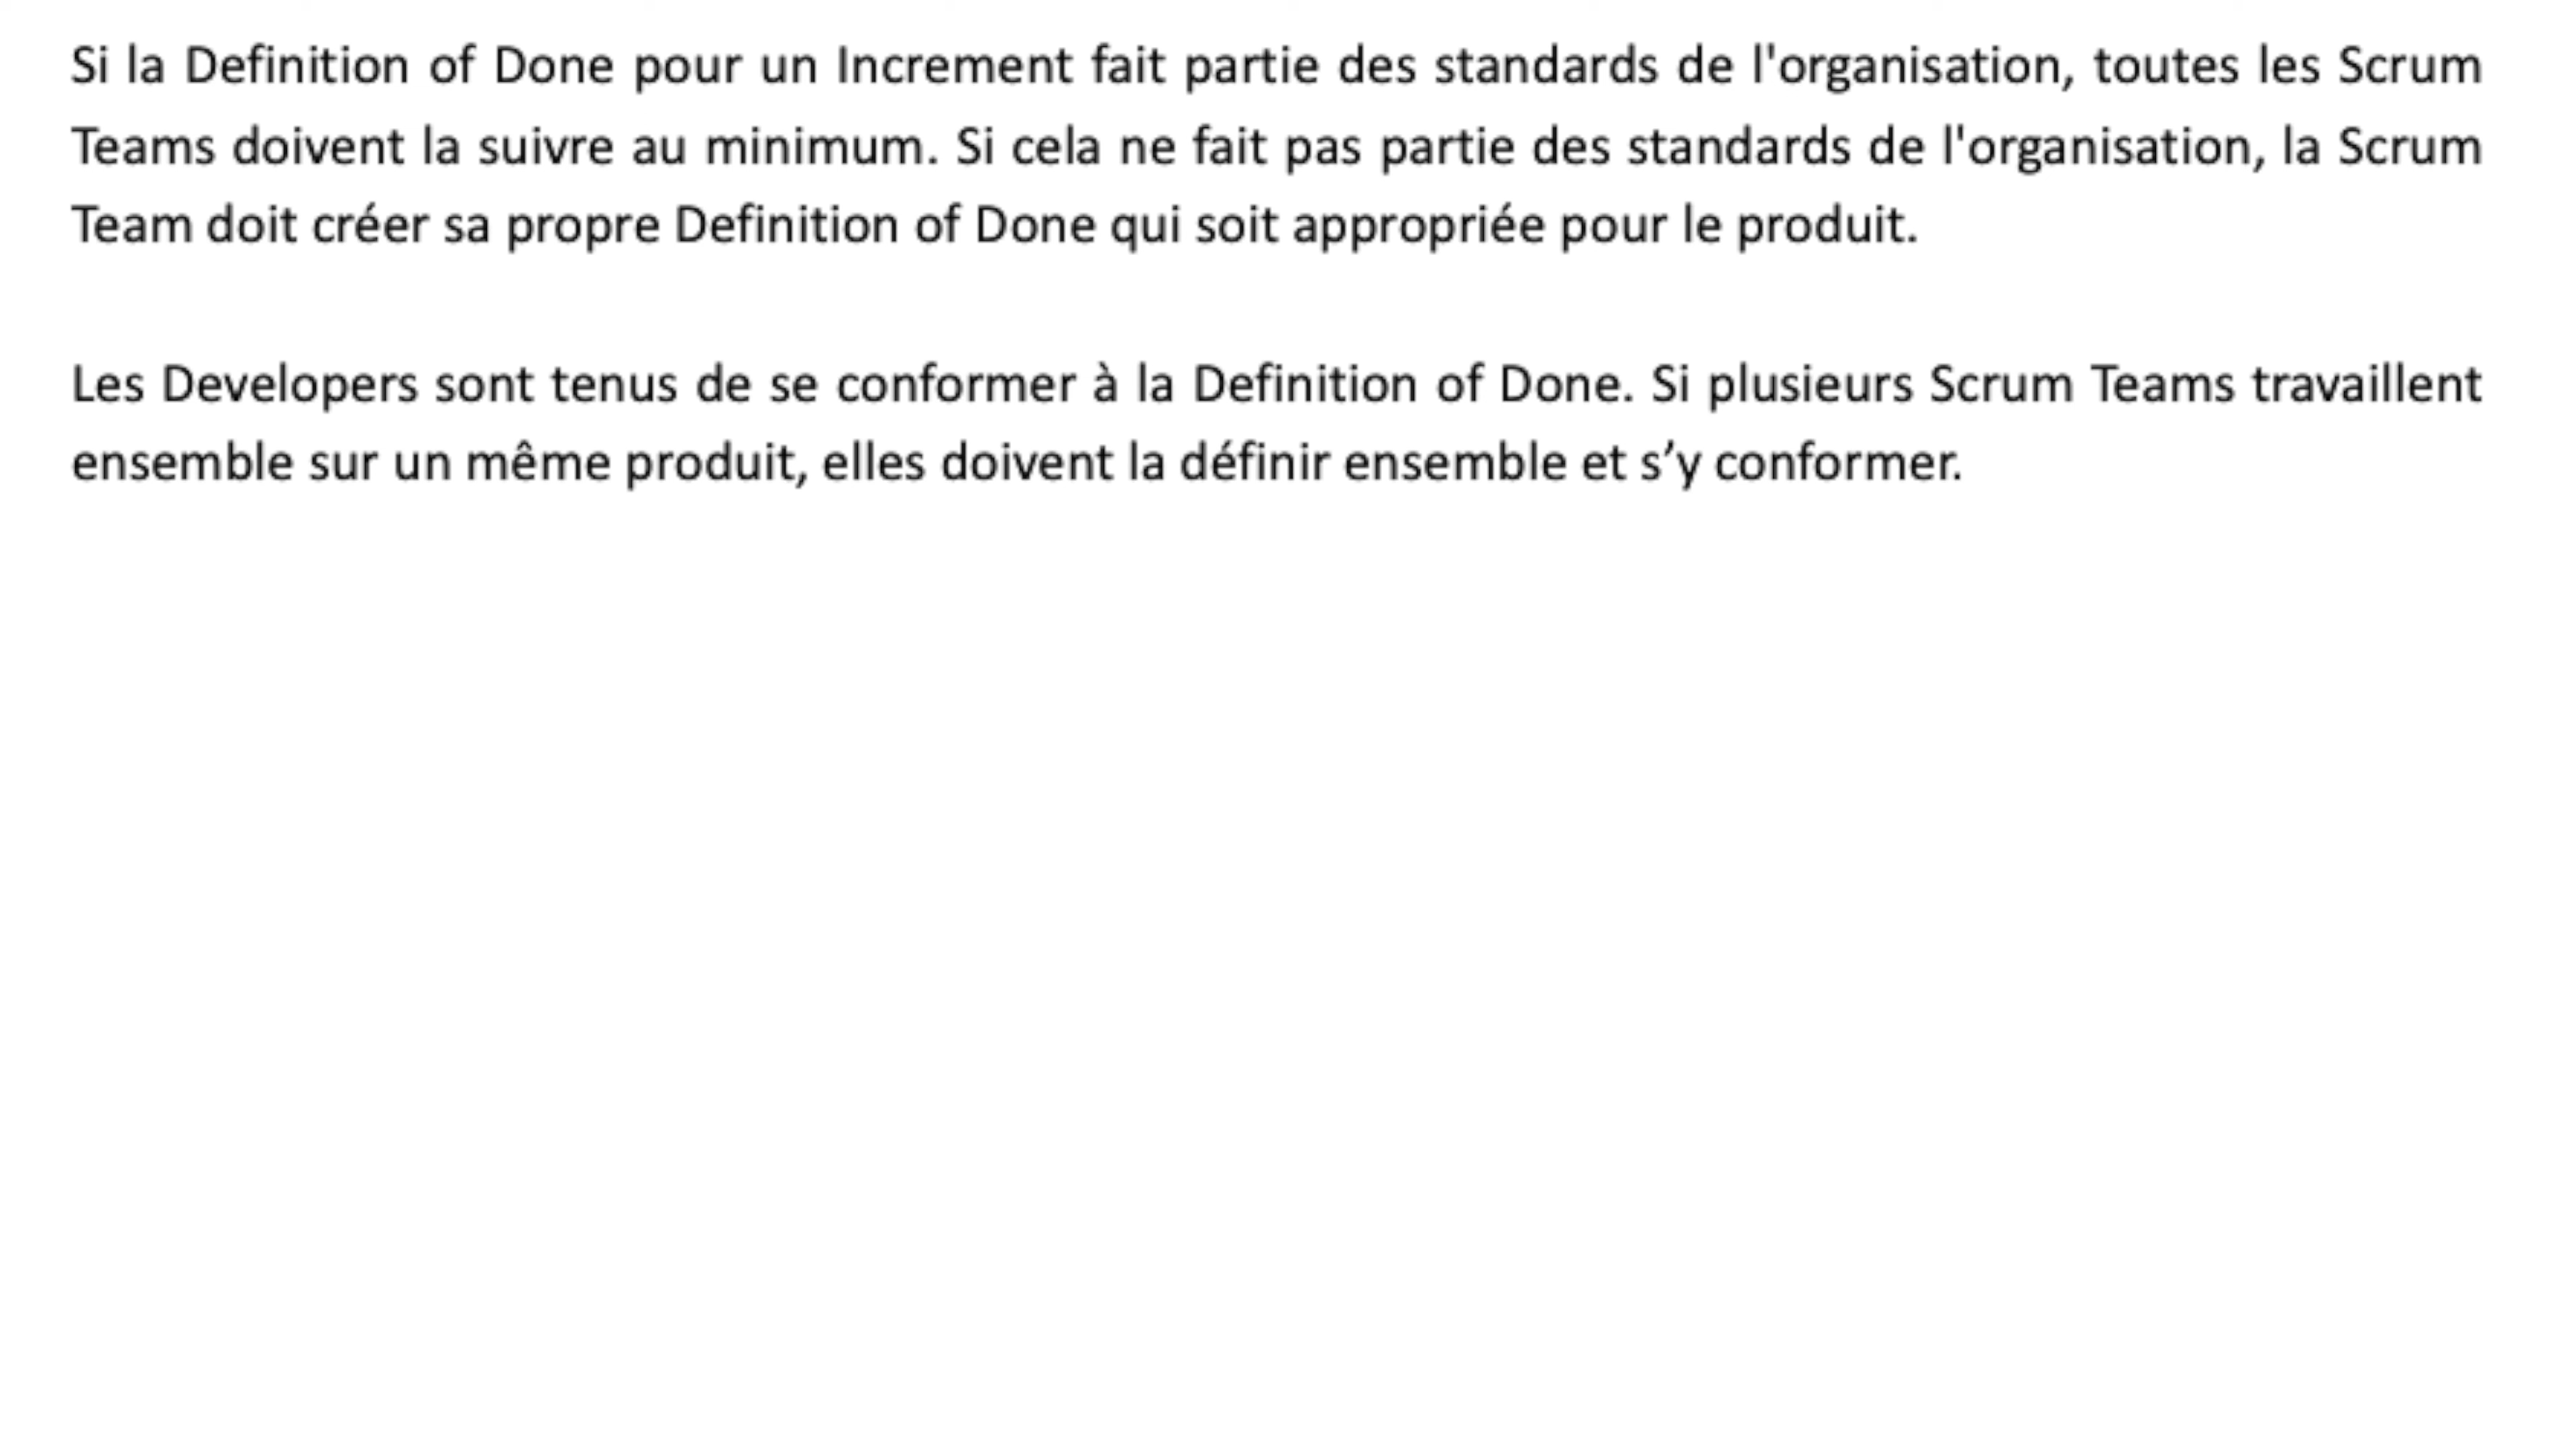 Si la Definition of Done pour un Increment fait partie des standards de l'organisation, toutes les Scrum
Teams doivent la suivre au minimum. Si cela ne fait pas partie des standards de l'organisation, la Scrum
Team doit créer sa propre Definition of Done qui soit appropriée pour le produit.
Les Developers sont tenus de se conformer à la Definition of Done. Si plusieurs Scrum Teams travaillent
ensemble sur un même produit, elles doivent la définir ensemble et s’y conformer.